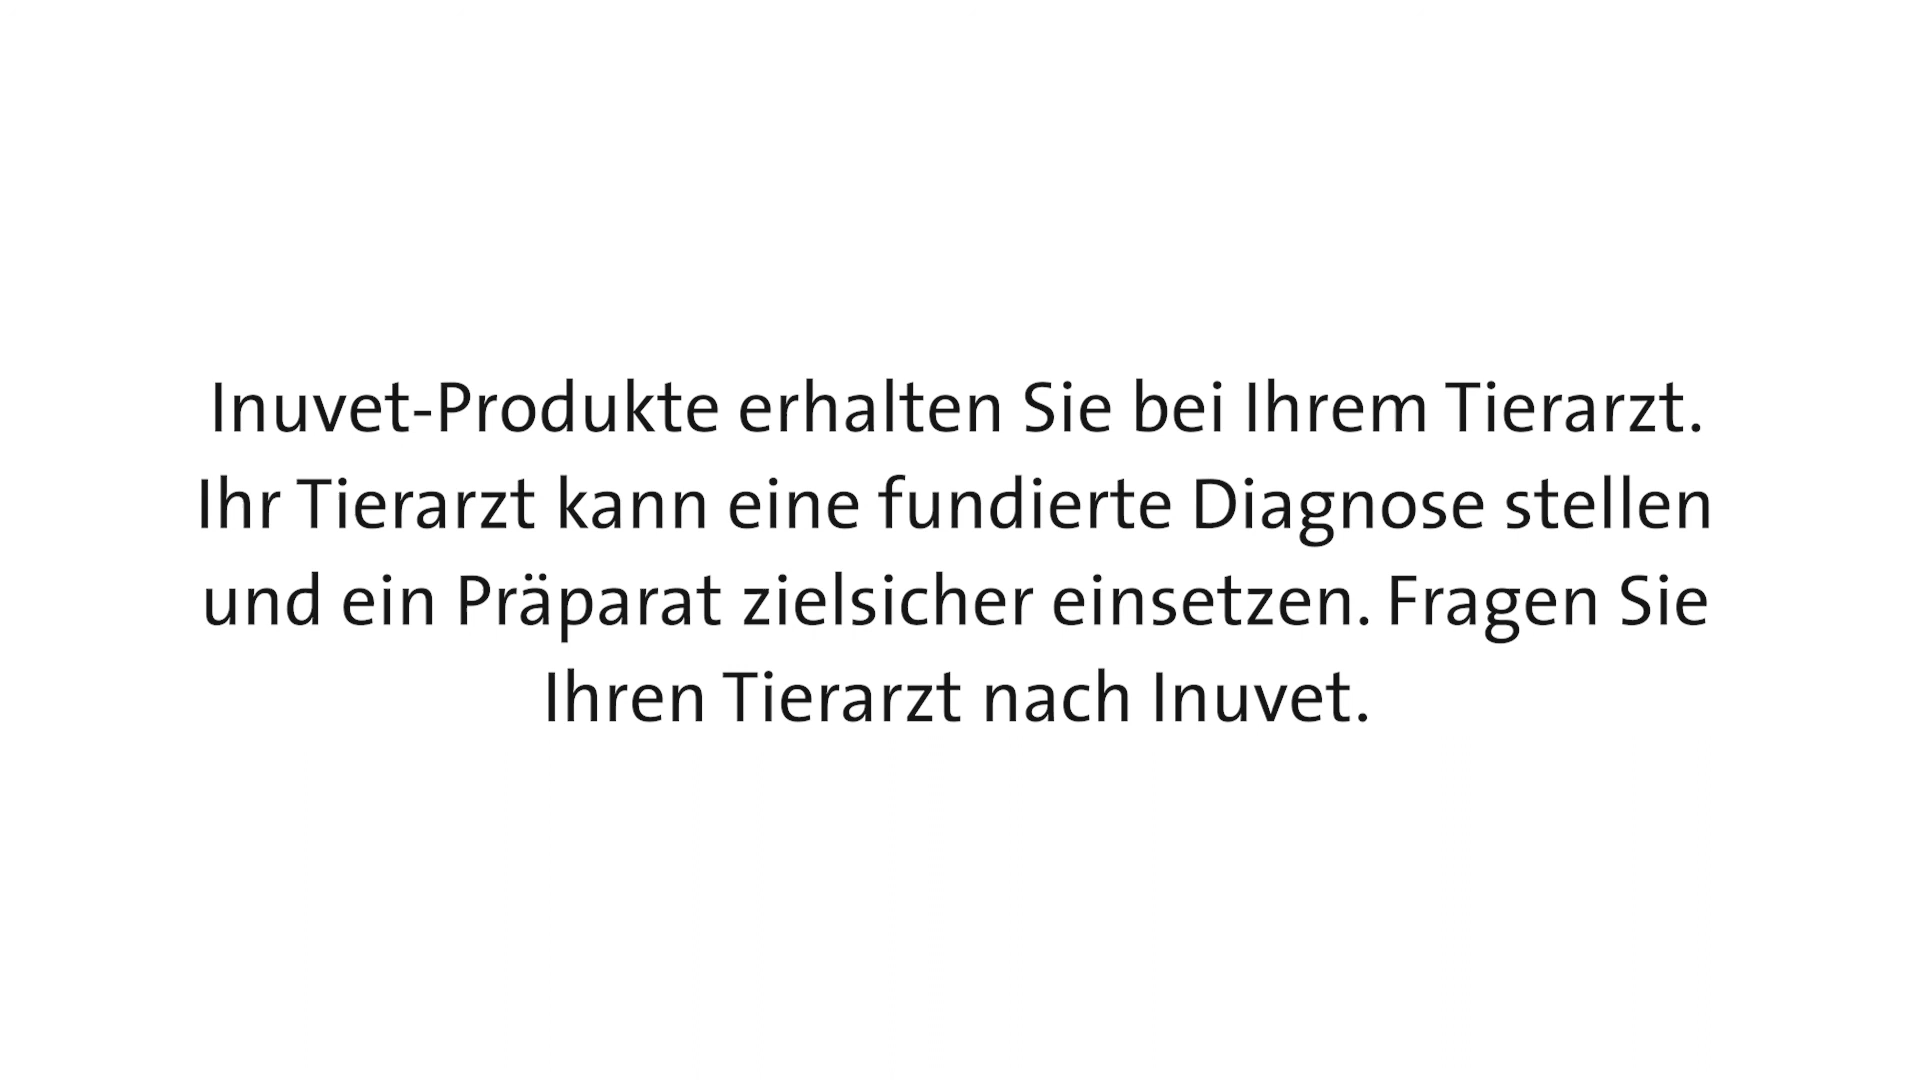 Inuvet-Produkte erhalten Sie bei Ihrem Tierarzt.
Ihr Tierarzt kann eine fundierte Diagnose stellen
und ein Präparat zielsicher einsetzen. Fragen Sie
Ihren Tierarzt nach Inuvet.